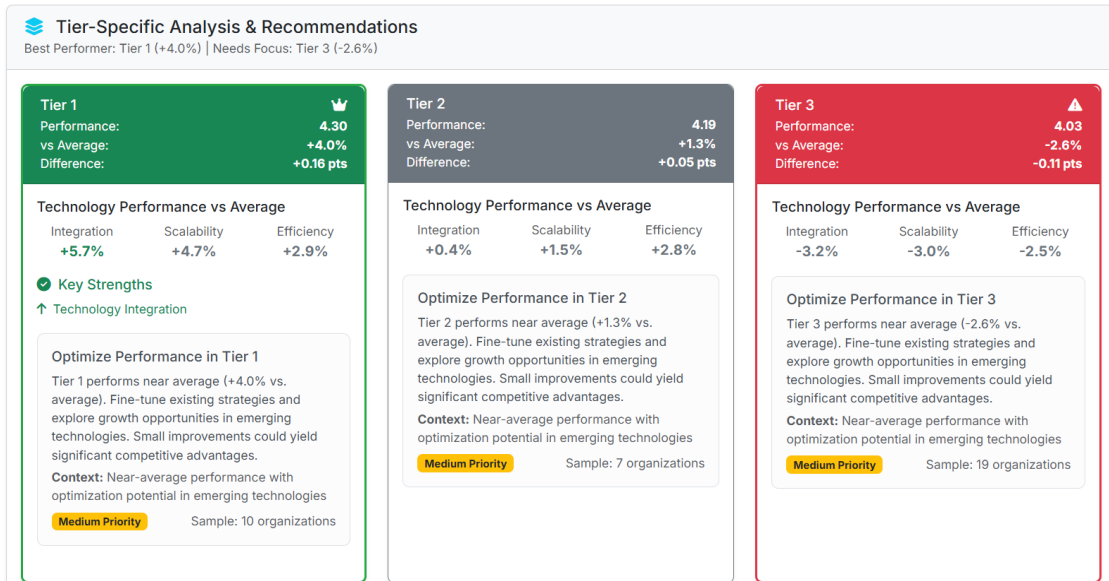 Tier-Specific Analysis & Recommendations
Best Performer: Tier 1 (+4.0%) | Needs Focus: Tier 3 (-2.6%)
Tier 1
Performance: 4.30
vs Average: +4.0%
Difference: +0.16 pts
Technology Performance vs Average
Integration Scalability Efficiency
+5.7% +4.7% +2.9%
Key Strengths
Technology Integration
Optimize Performance in Tier 1
Tier 1 performs near average (+4.0% vs.
average). Fine-tune existing strategies and
explore growth opportunities in emerging
technologies. Small improvements could yield
significant competitive advantages.
Context: Near-average performance with
optimization potential in emerging technologies
Medium Priority Sample: 10 organizations
Tier 2
Performance: 4.19
vs Average: +1.3%
Difference: +0.05 pts
Technology Performance vs Average
Integration Scalability Efficiency
+0.4% +1.5% +2.8%
Optimize Performance in Tier 2
Tier 2 performs near average (+1.3% vs.
average). Fine-tune existing strategies and
explore growth opportunities in emerging
technologies. Small improvements could yield
significant competitive advantages.
Context: Near-average performance with
optimization potential in emerging technologies
Medium Priority Sample: 7 organizations
Tier 3
Performance: 4.03
vs Average: -2.6%
Difference: -0.11 pts
Technology Performance vs Average
Integration Scalability Efficiency
-3.2% -3.0% -2.5%
Optimize Performance in Tier 3
Tier 3 performs near average (-2.6% vs.
average). Fine-tune existing strategies and
explore growth opportunities in emerging
technologies. Small improvements could yield
significant competitive advantages.
Context: Near-average performance with
optimization potential in emerging technologies
Medium Priority Sample: 19 organizations